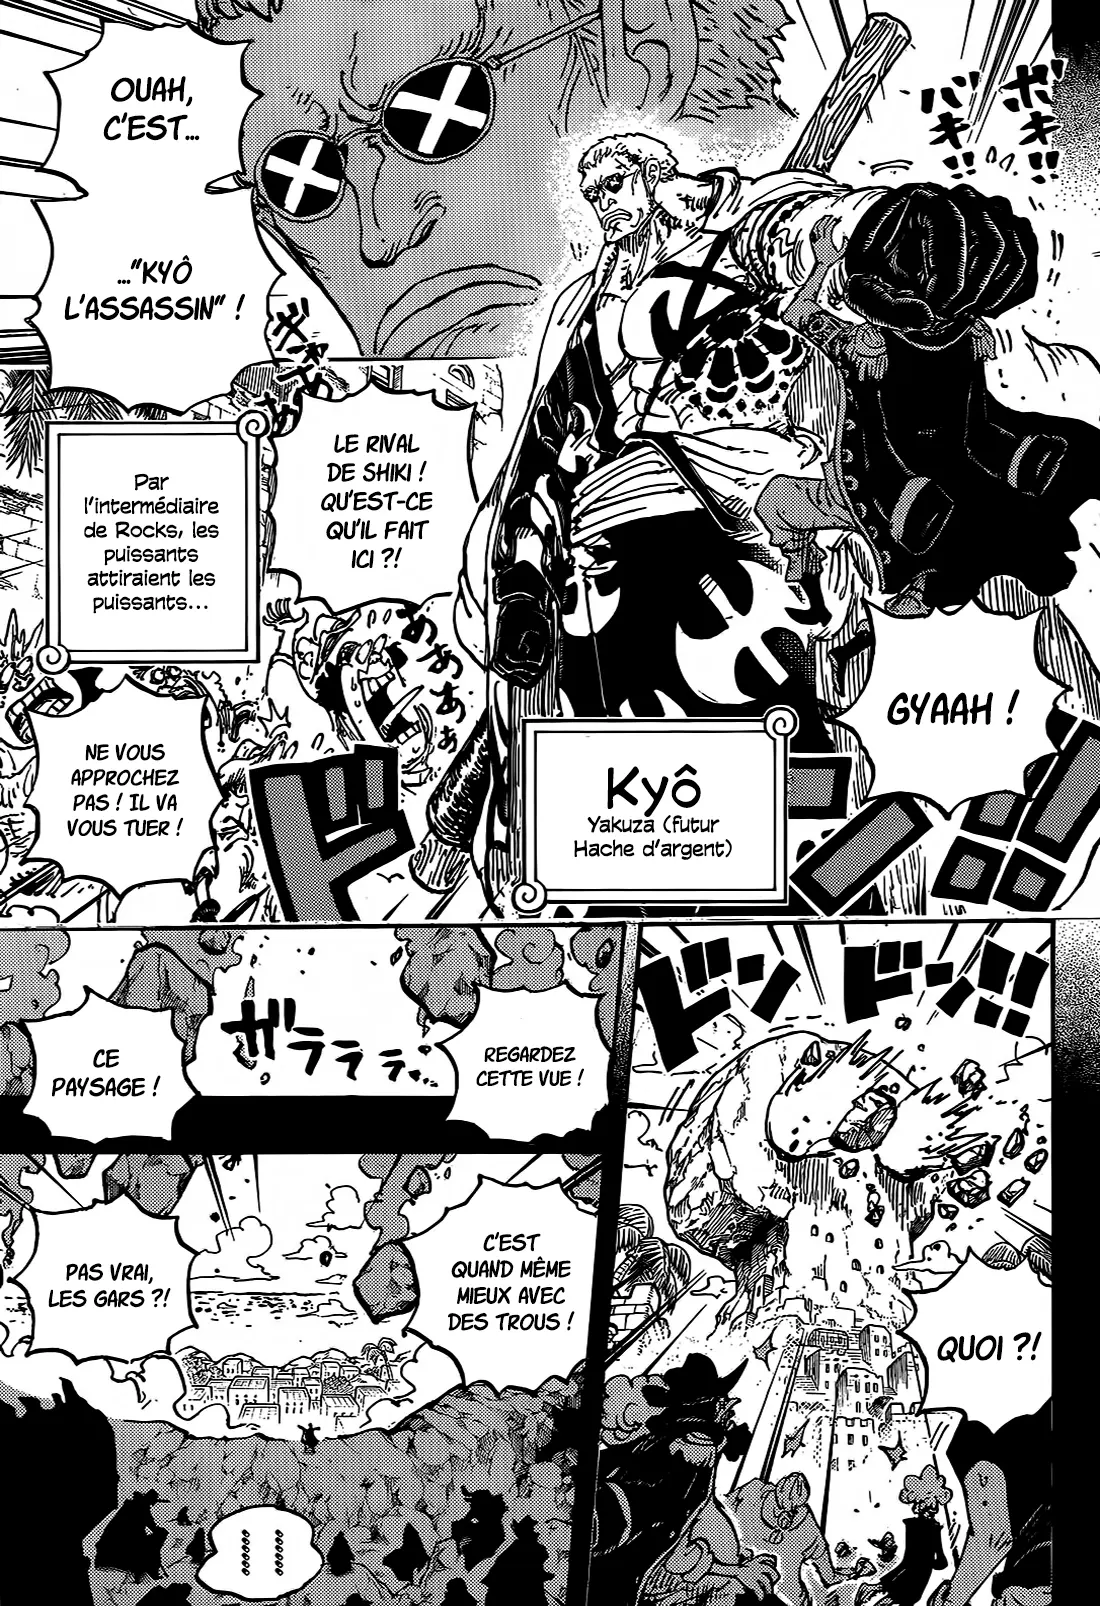 OUAH,
C'EST...
..."KYÔ
L'ASSASSIN" !
ボキ!!
バキ!!
LE RIVAL
DE SHIKI !
QU'EST-CE
QU'IL FAIT
ICI ?!
Par
l'intermédiaire
de Rocks, les
puissants
attiraient les
puissants...
GYAAH !
NE VOUS
APPROCHEZ
PAS ! IL VA
VOUS TUER !
Kyô
Yakuza (futur
Hache d'argent)
ドン!!
ドン ドン!!
REGARDEZ
CETTE VUE !
ガラララ
CE
PAYSAGE !
C'EST
QUAND MÊME
MIEUX AVEC
DES TROUS !
PAS VRAI,
LES GARS ?!
QUOI ?!